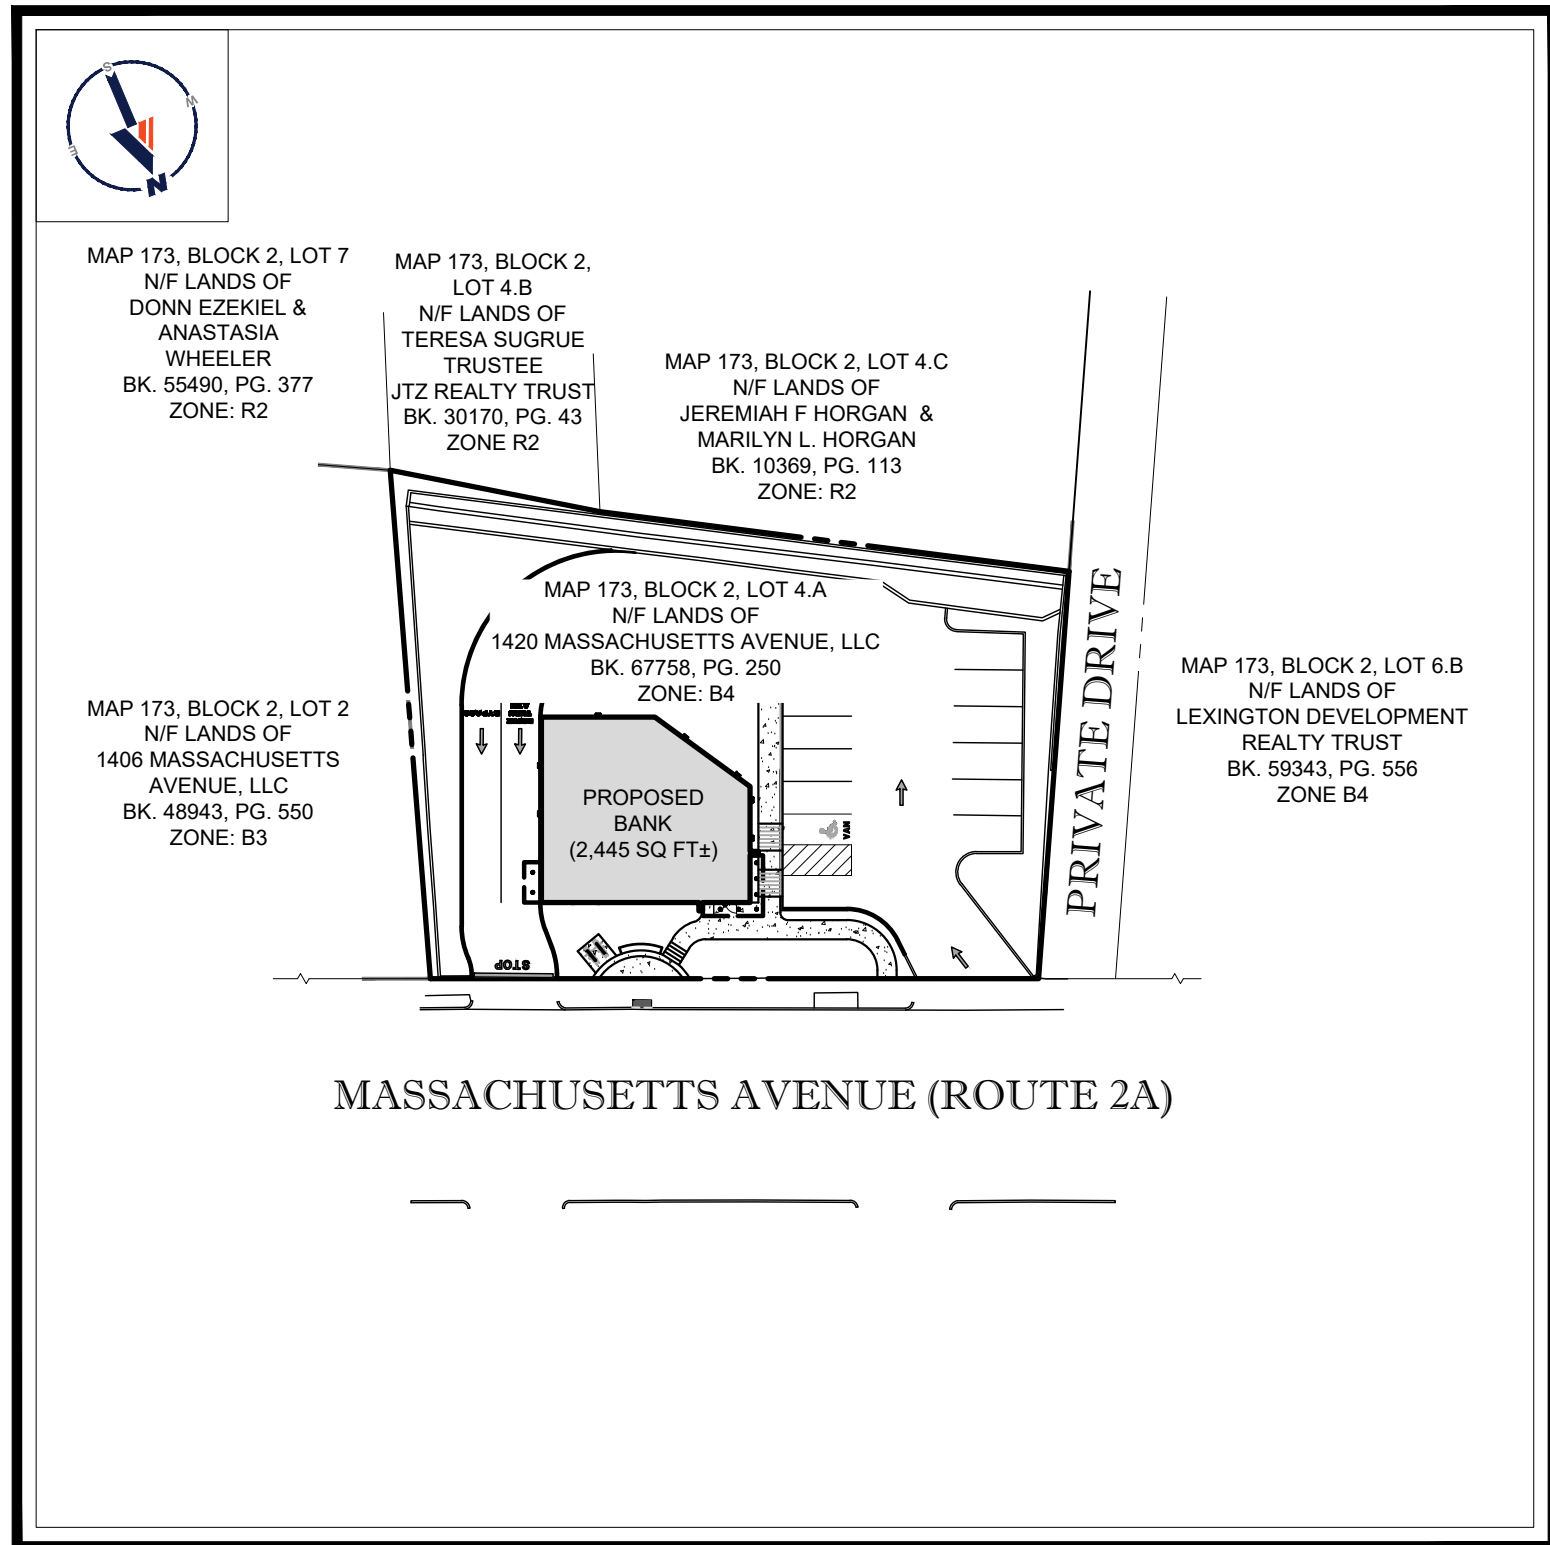 S
W
E
N
MAP 173, BLOCK 2, LOT 7
N/F LANDS OF
DONN EZEKIEL &
ANASTASIA
WHEELER
BK. 55490, PG. 377
ZONE: R2
MAP 173, BLOCK 2,
LOT 4.B
N/F LANDS OF
TERESA SUGRUE
TRUSTEE
JTZ REALTY TRUST
BK. 30170, PG. 43
ZONE R2
MAP 173, BLOCK 2, LOT 4.C
N/F LANDS OF
JEREMIAH F HORGAN &
MARILYN L. HORGAN
BK. 10369, PG. 113
ZONE: R2
MAP 173, BLOCK 2, LOT 4.A
N/F LANDS OF
1420 MASSACHUSETTS AVENUE, LLC
BK. 67758, PG. 250
ZONE: B4
MAP 173, BLOCK 2, LOT 2
N/F LANDS OF
1406 MASSACHUSETTS
AVENUE, LLC
BK. 48943, PG. 550
ZONE: B3
BYPASS
PROPOSED
BANK
(2,445 SQ FT±)
VAN
STOP
PRIVATE DRIVE
MAP 173, BLOCK 2, LOT 6.B
N/F LANDS OF
LEXINGTON DEVELOPMENT
REALTY TRUST
BK. 59343, PG. 556
ZONE B4
MASSACHUSETTS AVENUE (ROUTE 2A)